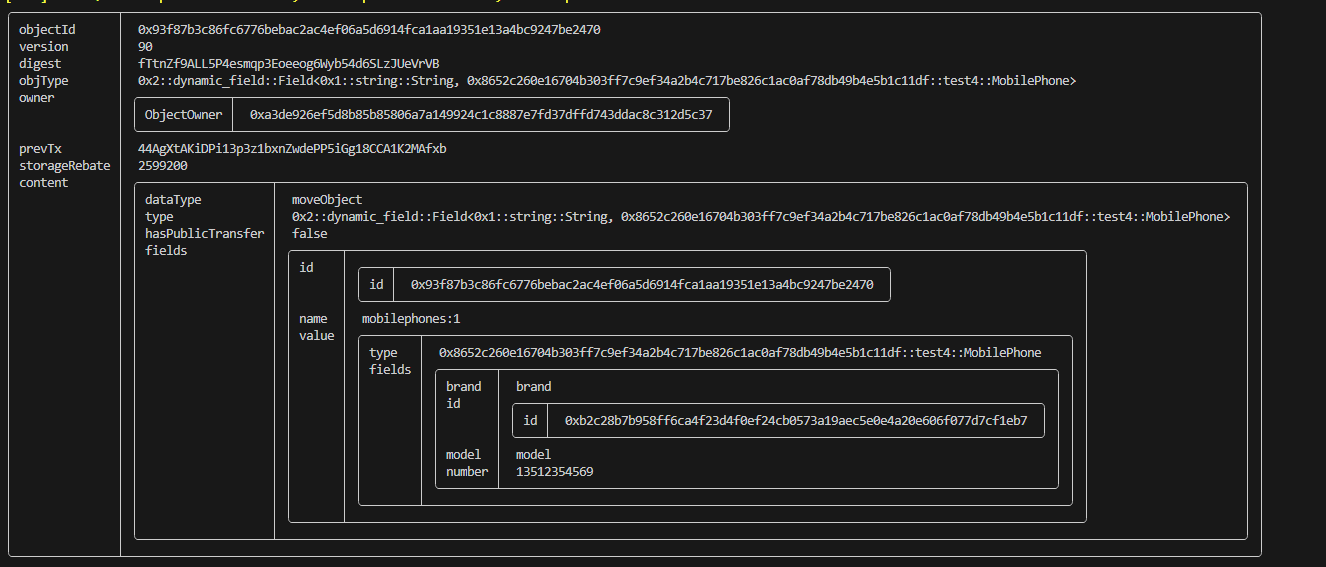 objectId 0x93f87b3c86fc6776bebac2ac4ef06a5d6914fca1aa19351e13a4bc9247be2470
version 90
digest fTtnZf9ALL5P4esmqp3Eoeeog6Wyb54d6SLzJUeVrVB
objType 0x2::dynamic_field::Field<0x1::string::String, 0x8652c260e16704b303ff7c9ef34a2b4c717be826c1ac0af78db49b4e5b1c11df::test4::MobilePhone>
owner
ObjectOwner 0xa3de926ef5d8b85b85806a7a149924c1c8887e7fd37dffd743ddac8c312d5c37
prevTx 44AgXtAKiDPi13p3z1bxnZwdePP5iGg18CCA1K2MAfxb
storageRebate 2599200
content
dataType moveObject
type 0x2::dynamic_field::Field<0x1::string::String, 0x8652c260e16704b303ff7c9ef34a2b4c717be826c1ac0af78db49b4e5b1c11df::test4::MobilePhone>
hasPublicTransfer false
fields
id
id 0x93f87b3c86fc6776bebac2ac4ef06a5d6914fca1aa19351e13a4bc9247be2470
name mobilephones:1
value
type 0x8652c260e16704b303ff7c9ef34a2b4c717be826c1ac0af78db49b4e5b1c11df::test4::MobilePhone
fields
brand brand
id
id 0xb2c28b7b958ff6ca4f23d4f0ef24cb0573a19aec5e0e4a20e606f077d7cf1eb7
model model
number 13512354569